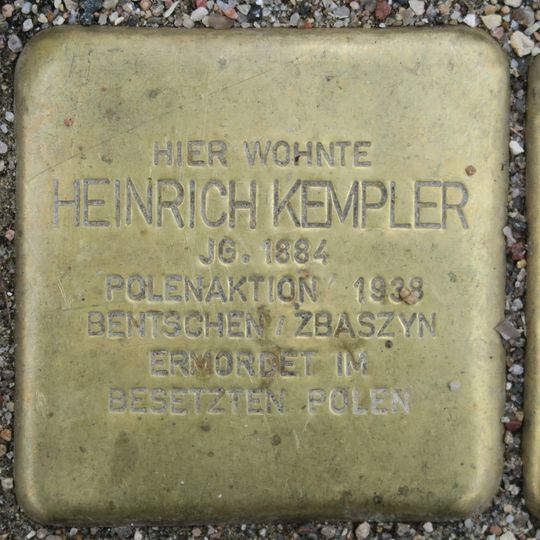 HIER WOHNTE
HEINRICH KEMPLER
JG. 1884
POLENAKTION 1938
BENTSCHEN / ZBASZYN
ERMORDET IM
BESETZTEN POLEN